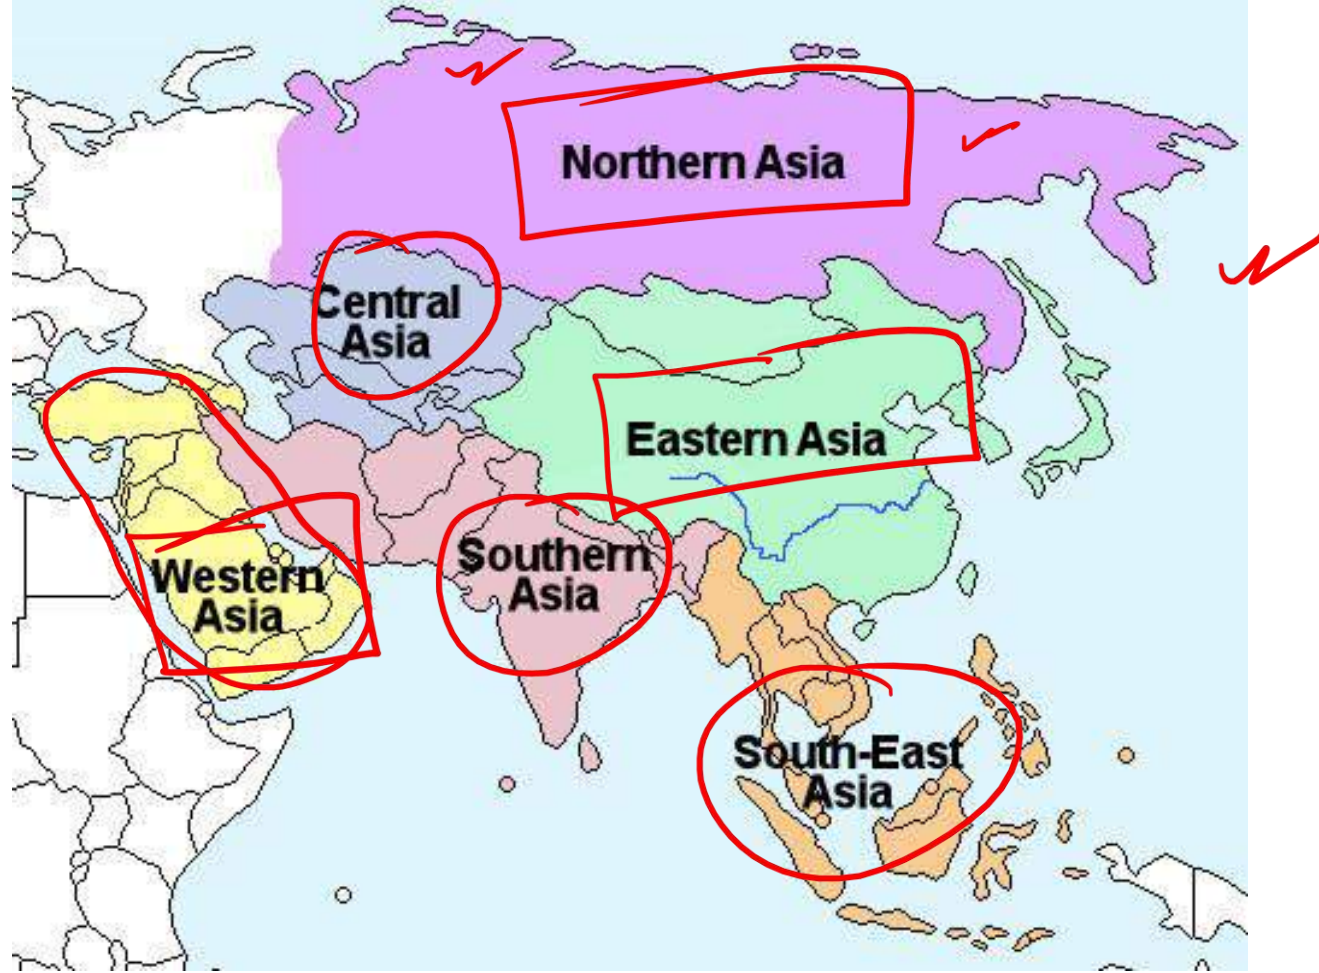 Northern Asia
Central
Asia
Eastern Asia
Western
Asia
Southern
Asia
South-East
Asia